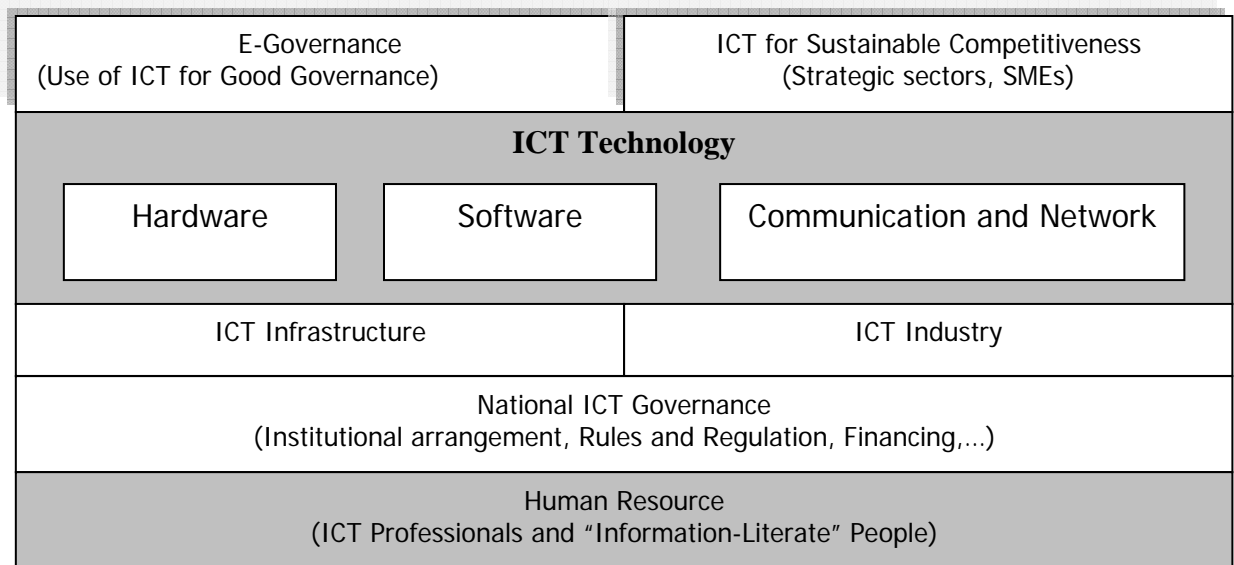 E-Governance
(Use of ICT for Good Governance)
ICT for Sustainable Competitiveness
(Strategic sectors, SMEs)
ICT Technology
Hardware
Software
Communication and Network
ICT Infrastructure
ICT Industry
National ICT Governance
(Institutional arrangement, Rules and Regulation, Financing,...)
Human Resource
(ICT Professionals and “Information-Literate” People)